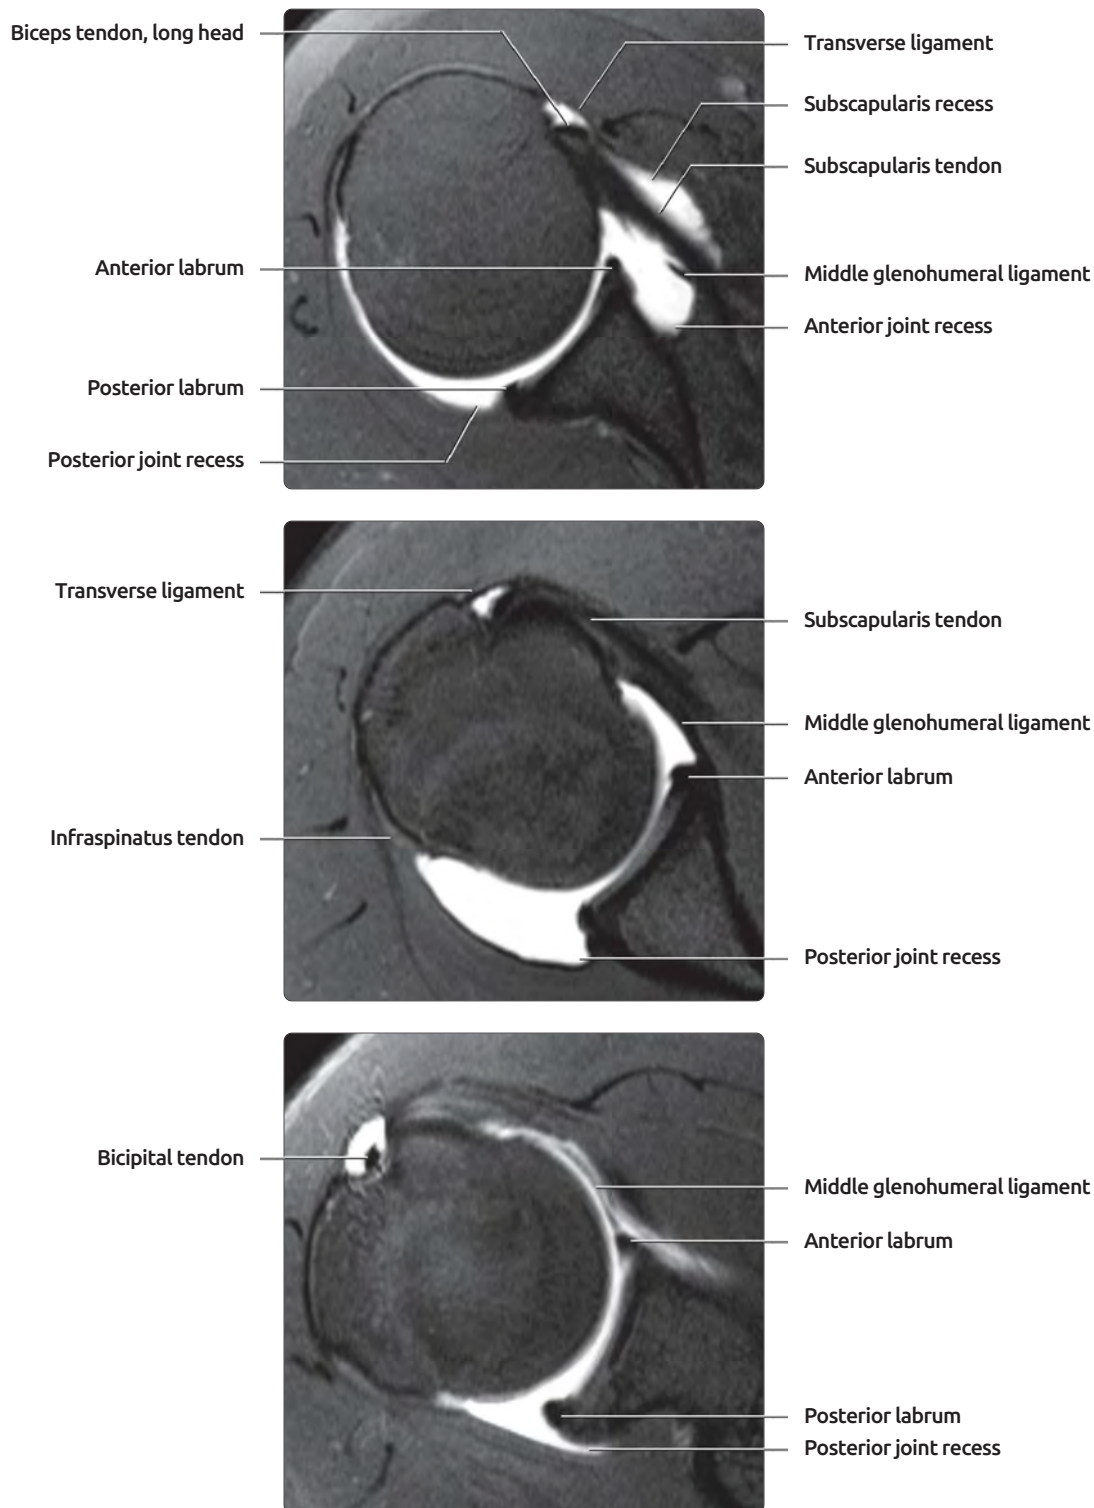 Biceps tendon, long head
Transverse ligament
Subscapularis recess
Subscapularis tendon
Anterior labrum
Middle glenohumeral ligament
Anterior joint recess
Posterior labrum
Posterior joint recess
Transverse ligament
Subscapularis tendon
Middle glenohumeral ligament
Anterior labrum
Infraspinatus tendon
Posterior joint recess
Bicipital tendon
Middle glenohumeral ligament
Anterior labrum
Posterior labrum
Posterior joint recess